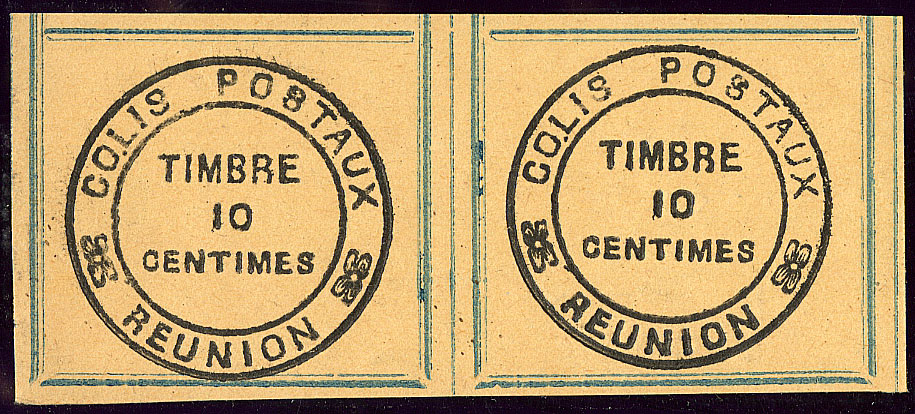 COLIS POSTAUX
TIMBRE
10
CENTIMES
REUNION
COLIS POSTAUX
TIMBRE
10
CENTIMES
REUNION